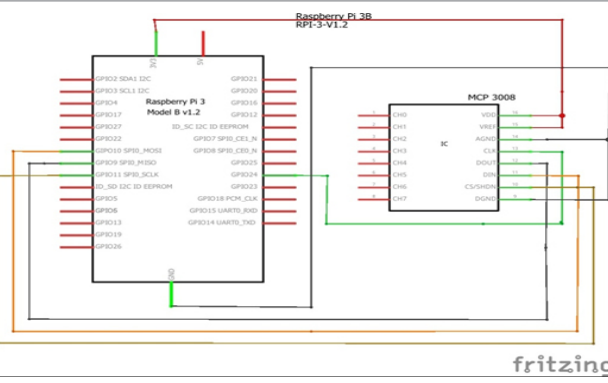 Raspberry Pi 3B
RPI-3-V1.2
3V3
5V
GPIO2 SDA1 I2C
GPIO3 SCL1 I2C
GPIO4
GPIO17
GPIO27
GPIO22
GPIO10 SPI0_MOSI
GPIO9 SPI0_MISO
GPIO11 SPI0_SCLK
ID_SD I2C ID EEPROM
GPIO5
GPIO6
GPIO13
GPIO19
GPIO26
Raspberry Pi 3
Model B v1.2
GPIO21
GPIO20
GPIO16
GPIO12
ID_SC I2C ID EEPROM
GPIO7 SPI0_CE1_N
GPIO8 SPI0_CE0_N
GPIO25
GPIO24
GPIO23
GPIO18 PCM_CLK
GPIO15 UART0_RXD
GPIO14 UART0_TXD
GND
MCP 3008
CH0
CH1
CH2
CH3
CH4
CH5
CH6
CH7
IC
VDD
VREF
AGND
CLK
DOUT
DIN
CS/SHDN
DGND
fritzing